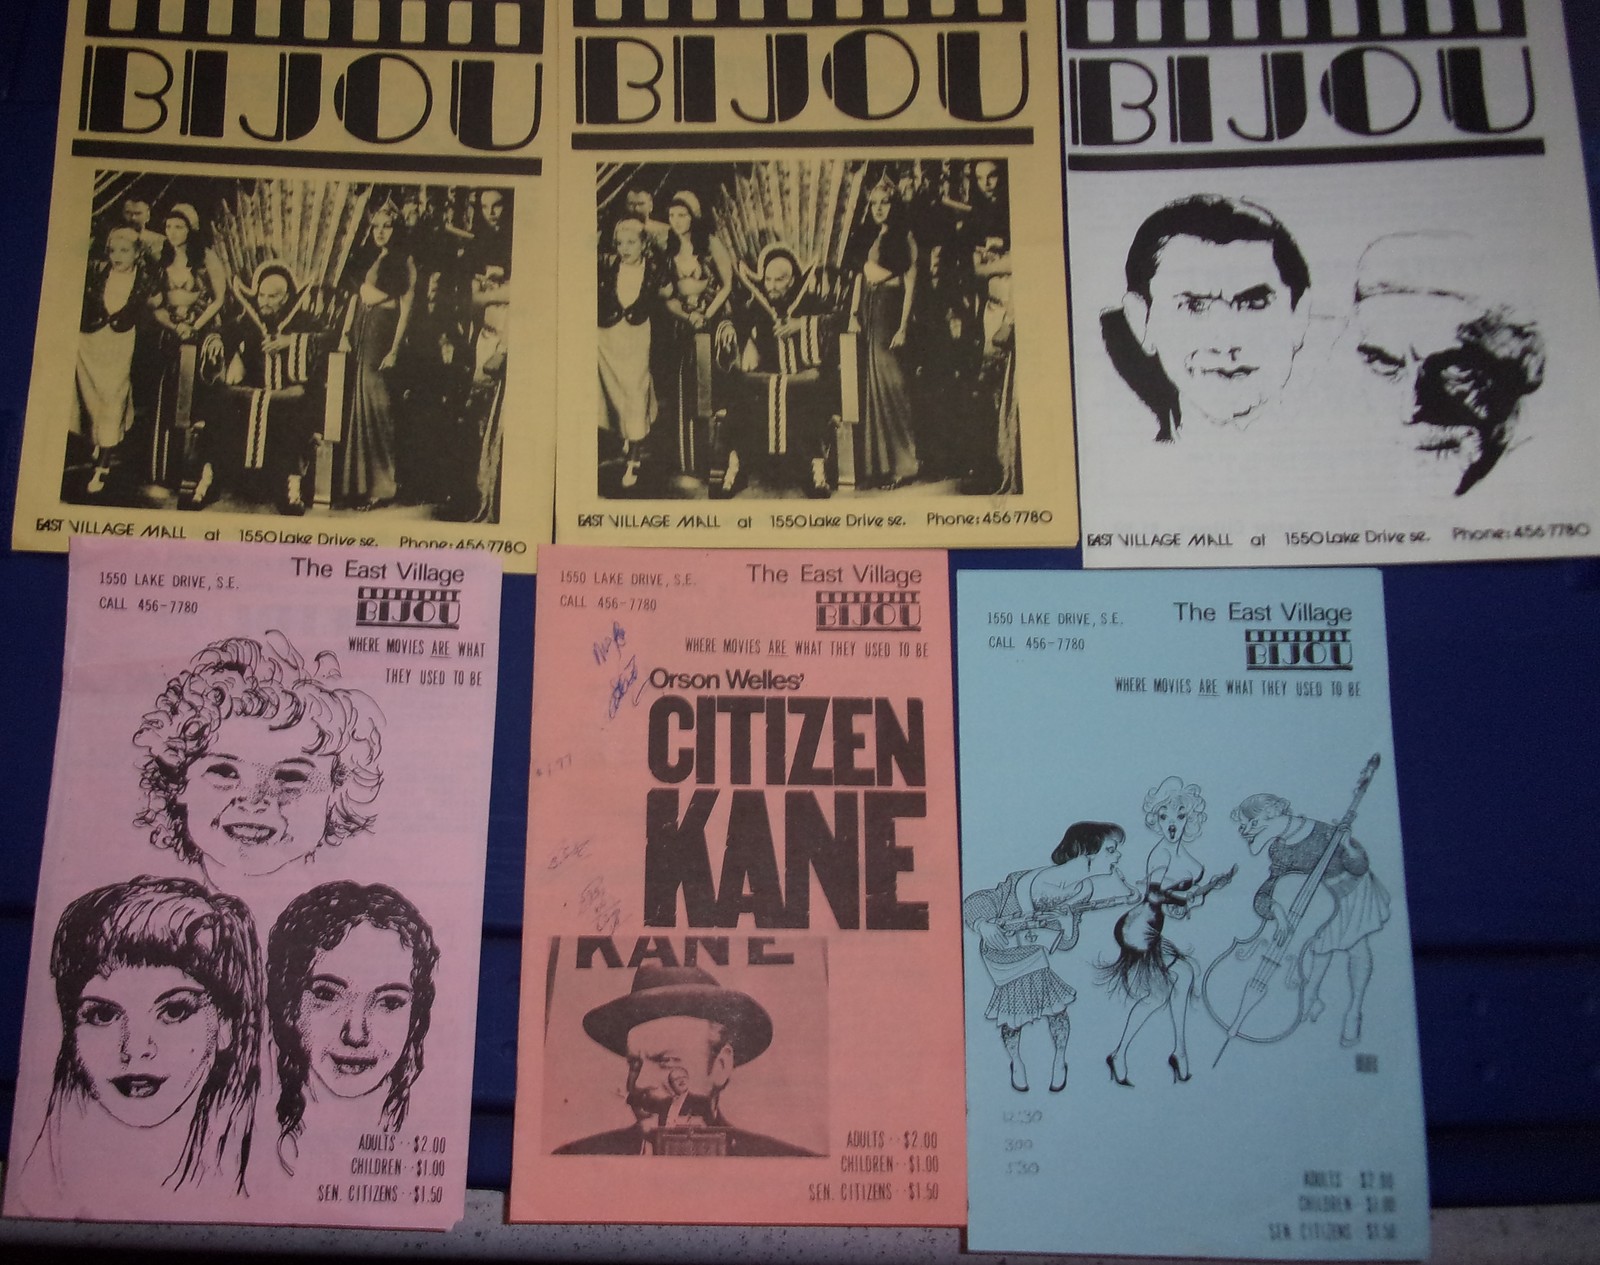 BIJOU
EAST VILLAGE MALL at 1550 Lake Drive se. Phone: 456 7780
BIJOU
EAST VILLAGE MALL at 1550 Lake Drive se. Phone: 456 7780
BIJOU
EAST VILLAGE MALL at 1550 Lake Drive se. Phone: 456 7780
1550 LAKE DRIVE, S.E.
CALL 456-7780
The East Village
BIJOU
WHERE MOVIES ARE WHAT
THEY USED TO BE
ADULTS - - $2.00
CHILDREN - - $1.00
SEN. CITIZENS - - $1.50
1550 LAKE DRIVE, S.E.
CALL 456-7780
The East Village
BIJOU
WHERE MOVIES ARE WHAT THEY USED TO BE
Orson Welles'
CITIZEN
KANE
KANE
ADULTS - - $2.00
CHILDREN - - $1.00
SEN. CITIZENS - - $1.50
1550 LAKE DRIVE, S.E.
CALL 456-7780
The East Village
BIJOU
WHERE MOVIES ARE WHAT THEY USED TO BE
300
ADULTS $2.00
CHILDREN $1.00
SEN. CITIZENS $1.50